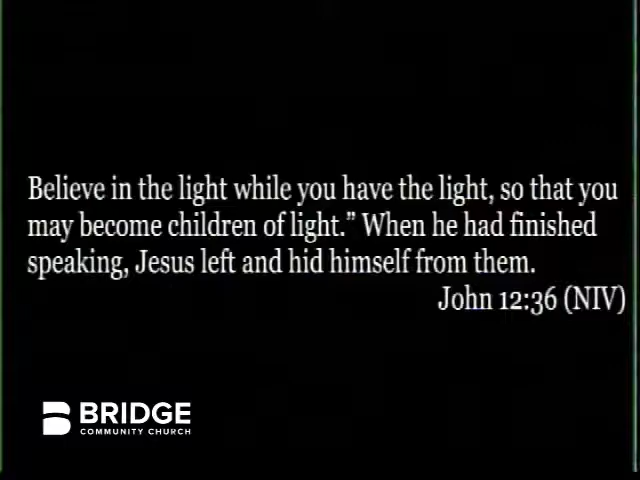 Believe in the light while you have the light, so that you
may become children of light.” When he had finished
speaking, Jesus left and hid himself from them.
John 12:36 (NIV)
BRIDGE
COMMUNITY CHURCH